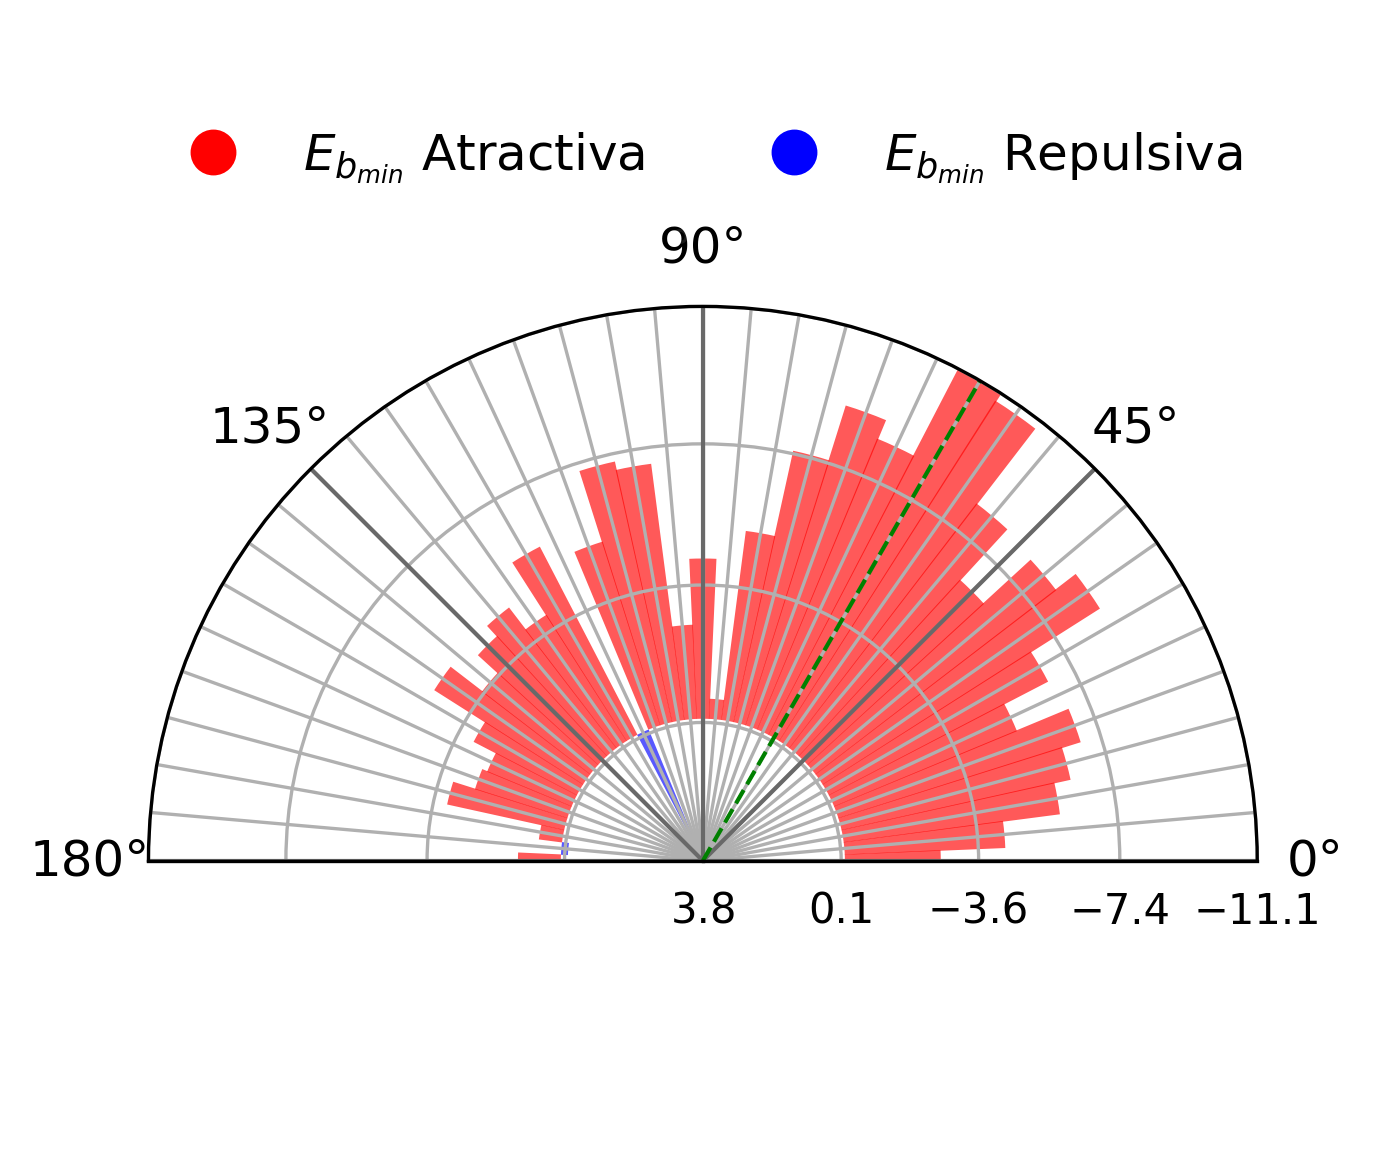 E_{b_{min}} Atractiva E_{b_{min}} Repulsiva
90°
135° 45°
180° 0°
3.8 0.1 −3.6 −7.4 −11.1